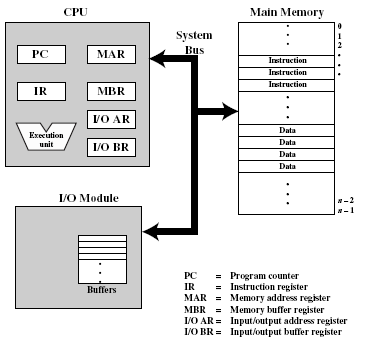 CPU
System
Bus
Main Memory
PC
MAR
IR
MBR
I/O AR
Execution
unit
I/O BR
0
1
2
Instruction
Instruction
Instruction
Data
Data
Data
Data
n – 2
n – 1
I/O Module
Buffers
PC = Program counter
IR = Instruction register
MAR = Memory address register
MBR = Memory buffer register
I/O AR = Input/output address register
I/O BR = Input/output buffer register